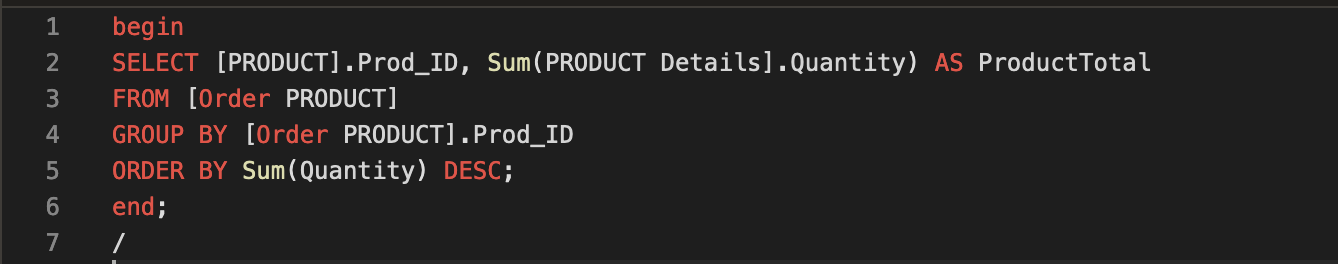 1 begin
2 SELECT [PRODUCT].Prod_ID, Sum(PRODUCT Details].Quantity) AS ProductTotal
3 FROM [Order PRODUCT]
4 GROUP BY [Order PRODUCT].Prod_ID
5 ORDER BY Sum(Quantity) DESC;
6 end;
7 /